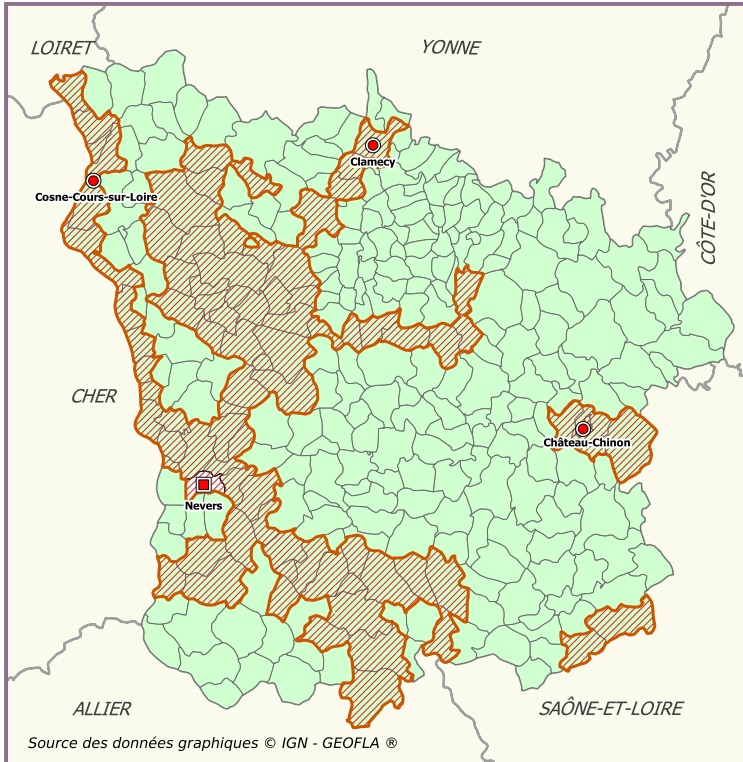 LOIRET
YONNE
Clamecy
Cosne-Cours-sur-Loire
CÔTE-D'OR
CHER
Château-Chinon
Nevers
ALLIER
SAÔNE-ET-LOIRE
Source des données graphiques © IGN - GEOFLA ®